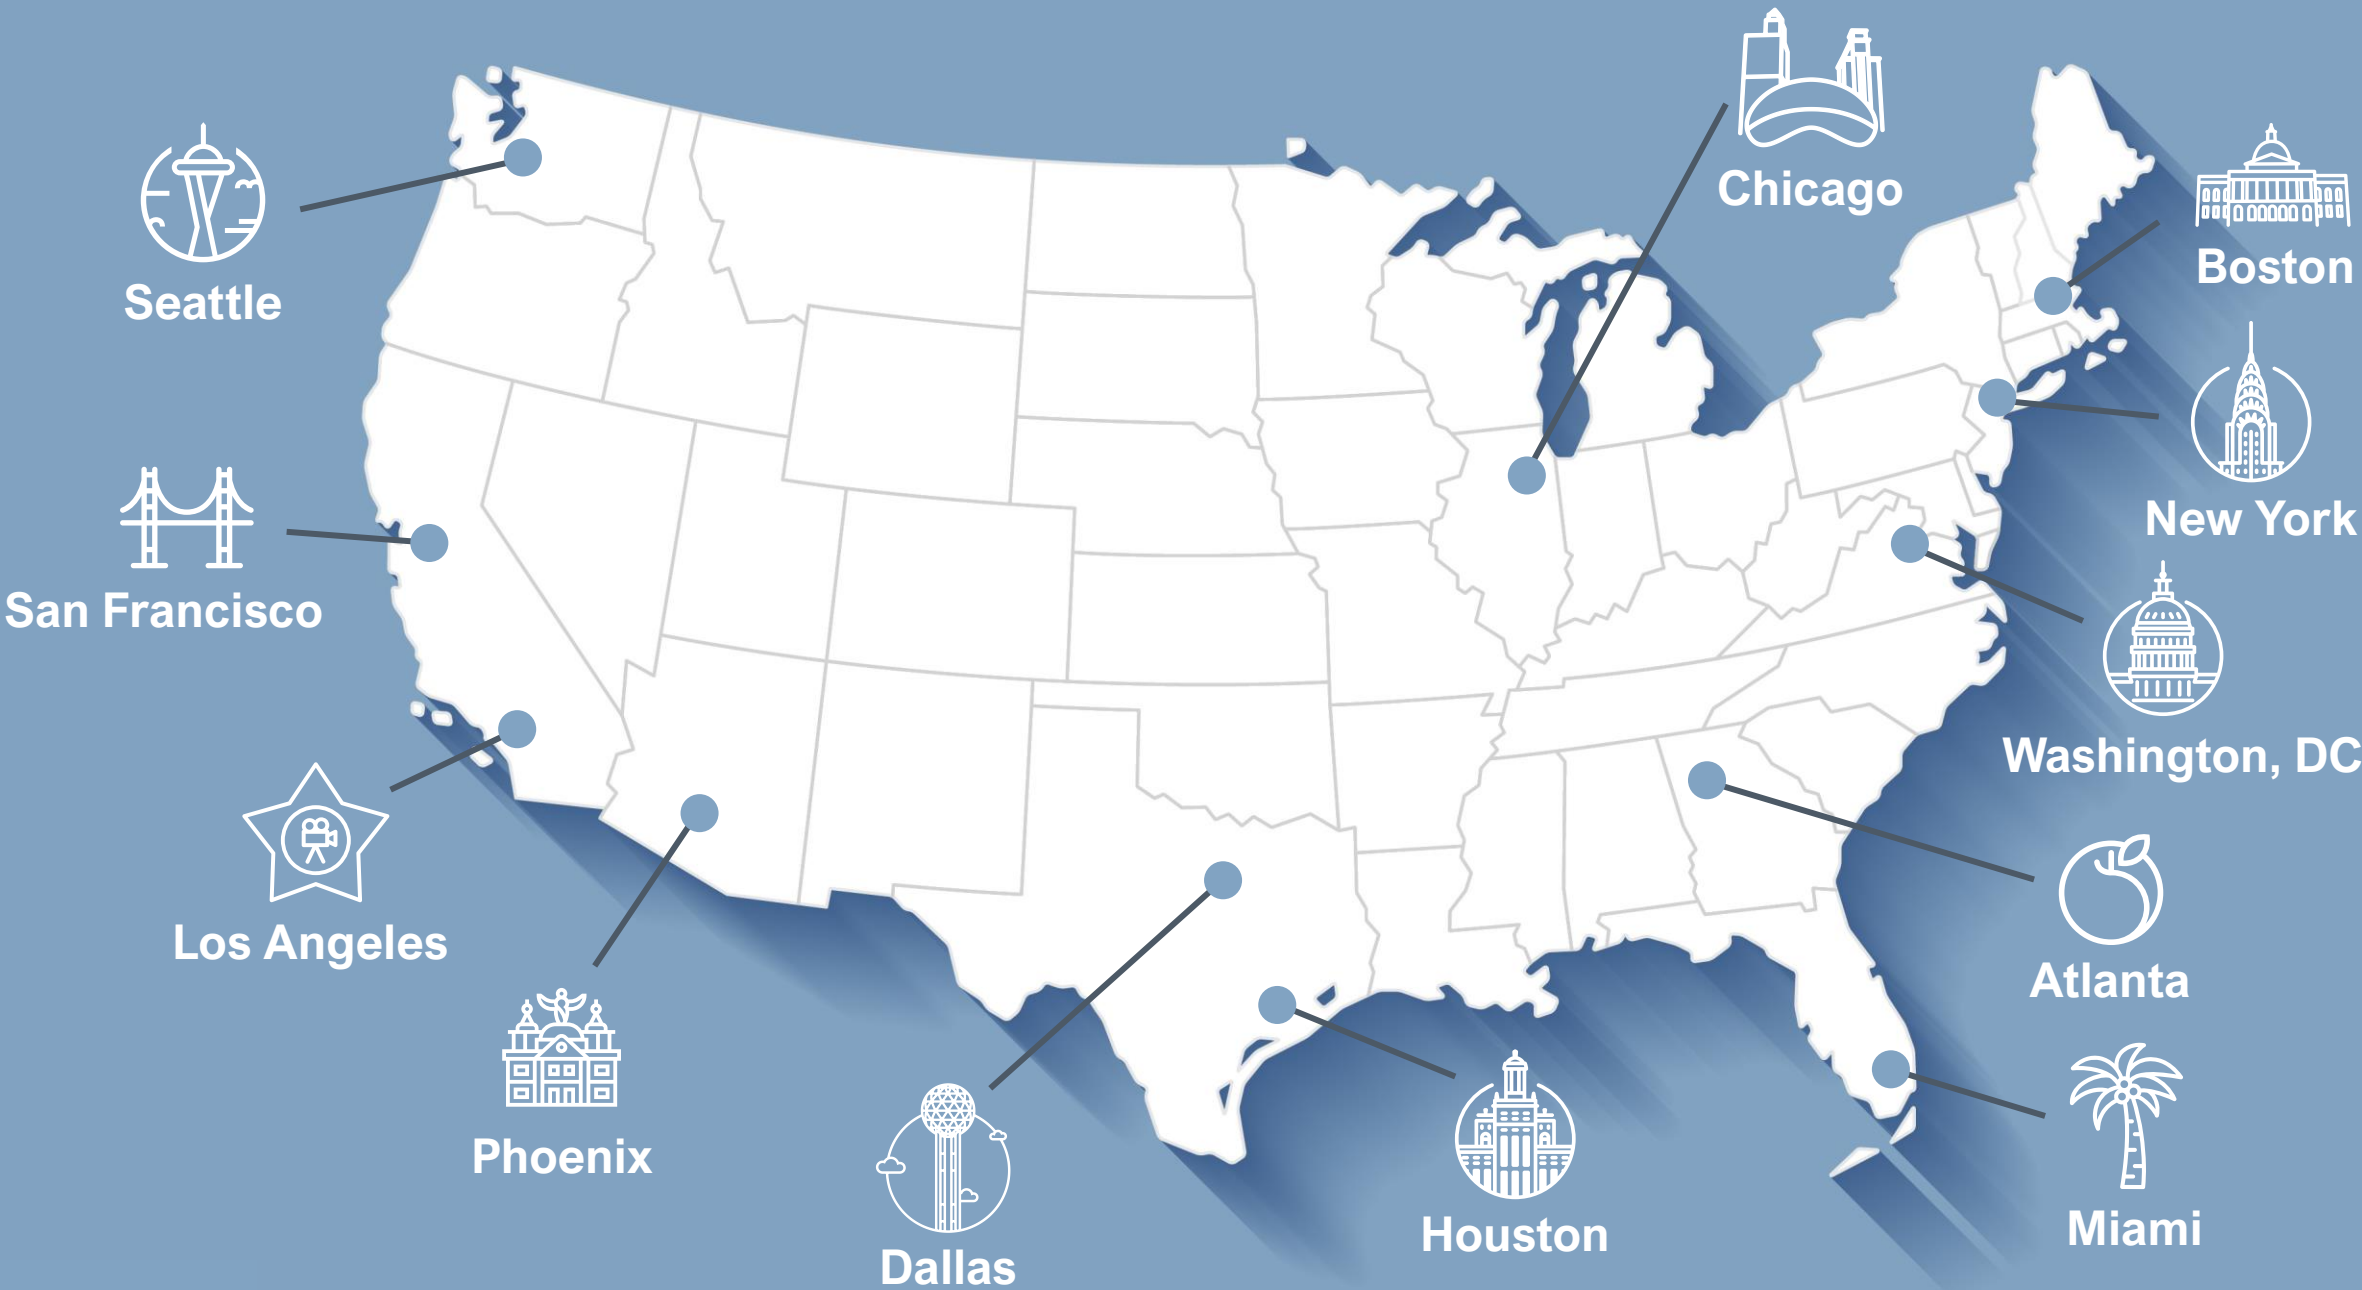 Chicago
Boston
Seattle
New York
San Francisco
Washington, DC
Los Angeles
Atlanta
Phoenix
Miami
Houston
Dallas